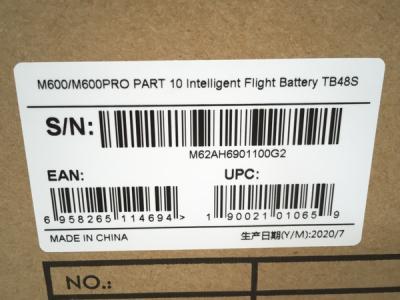 M600/M600PRO PART 10 Intelligent Flight Battery TB48S
S/N:
M62AH6901100G2
EAN:
UPC:
6 958265 114694 >
1 90021 01065 9
MADE IN CHINA
生产日期(Y/M):2020/7
NO.: